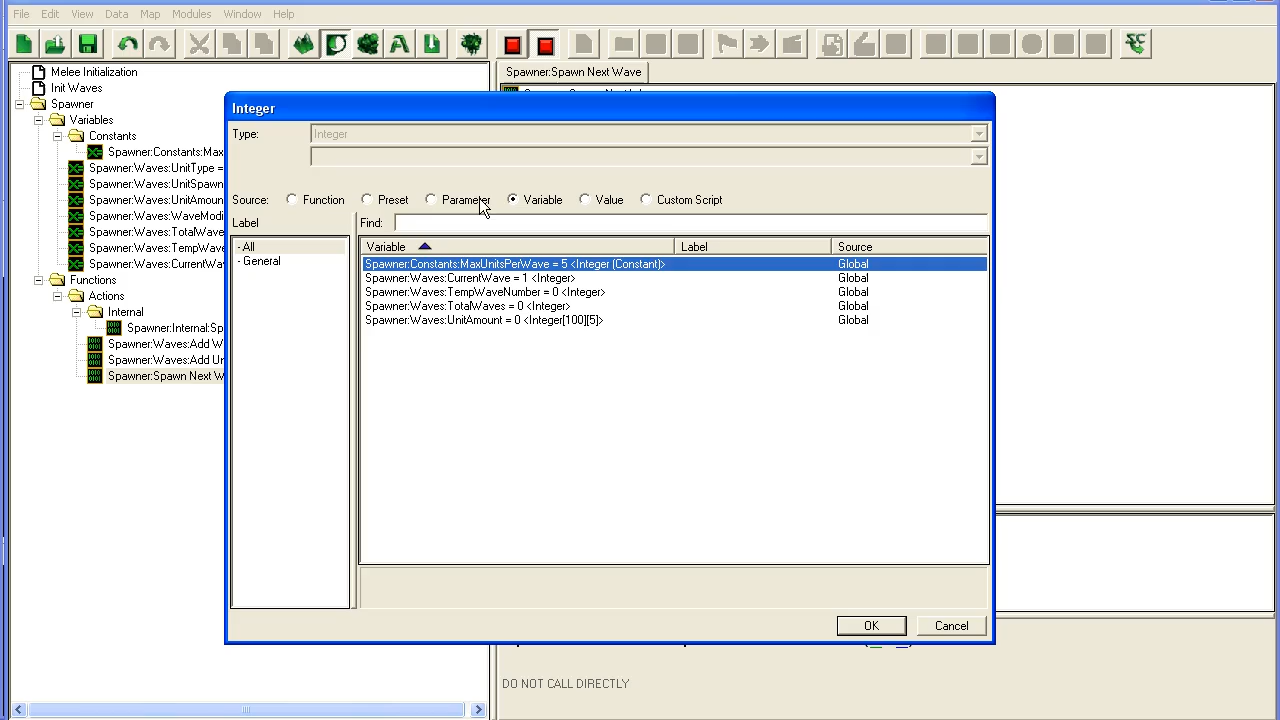 File Edit View Data Map Modules Window Help
Melee Initialization
Init Waves
Spawner
Variables
Constants
Spawner:Constants:Max
Spawner:Waves:UnitType =
Spawner:Waves:UnitSpawn
Spawner:Waves:UnitAmoun
Spawner:Waves:WaveModi
Spawner:Waves:TotalWave
Spawner:Waves:TempWave
Spawner:Waves:CurrentWa
Functions
Actions
Internal
Spawner:Internal:Sp
Spawner:Waves:Add W
Spawner:Waves:Add Ur
Spawner:Spawn Next W
Spawner:Spawn Next Wave
Integer
Type: Integer
Source: Function Preset Parameter Variable Value Custom Script
Label
Find:
- All
- General
Variable Label Source
Spawner:Constants:MaxUnitsPerWave = 5 <Integer (Constant)> Global
Spawner:Waves:CurrentWave = 1 <Integer> Global
Spawner:Waves:TempWaveNumber = 0 <Integer> Global
Spawner:Waves:TotalWaves = 0 <Integer> Global
Spawner:Waves:UnitAmount = 0 <Integer[100][5]> Global
OK Cancel
DO NOT CALL DIRECTLY